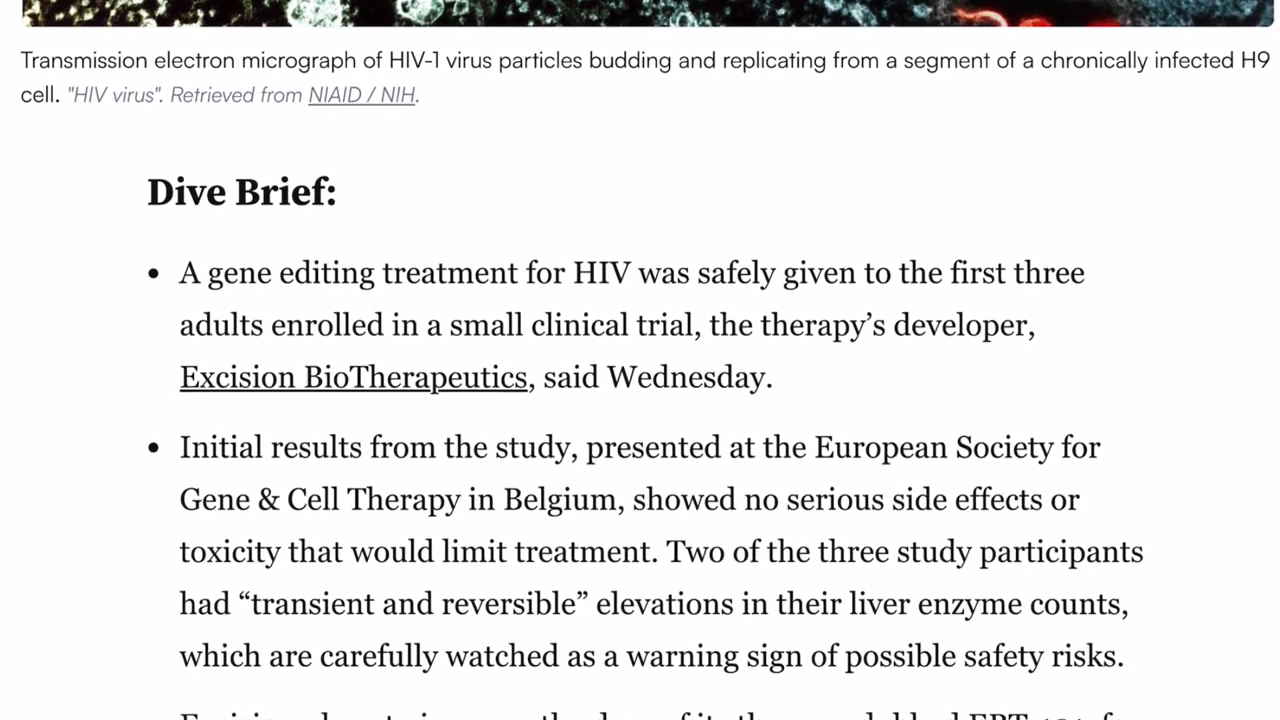 Transmission electron micrograph of HIV-1 virus particles budding and replicating from a segment of a chronically infected H9
cell. "HIV virus". Retrieved from NIAID / NIH.
Dive Brief:
• A gene editing treatment for HIV was safely given to the first three
adults enrolled in a small clinical trial, the therapy’s developer,
Excision BioTherapeutics, said Wednesday.
• Initial results from the study, presented at the European Society for
Gene & Cell Therapy in Belgium, showed no serious side effects or
toxicity that would limit treatment. Two of the three study participants
had “transient and reversible” elevations in their liver enzyme counts,
which are carefully watched as a warning sign of possible safety risks.